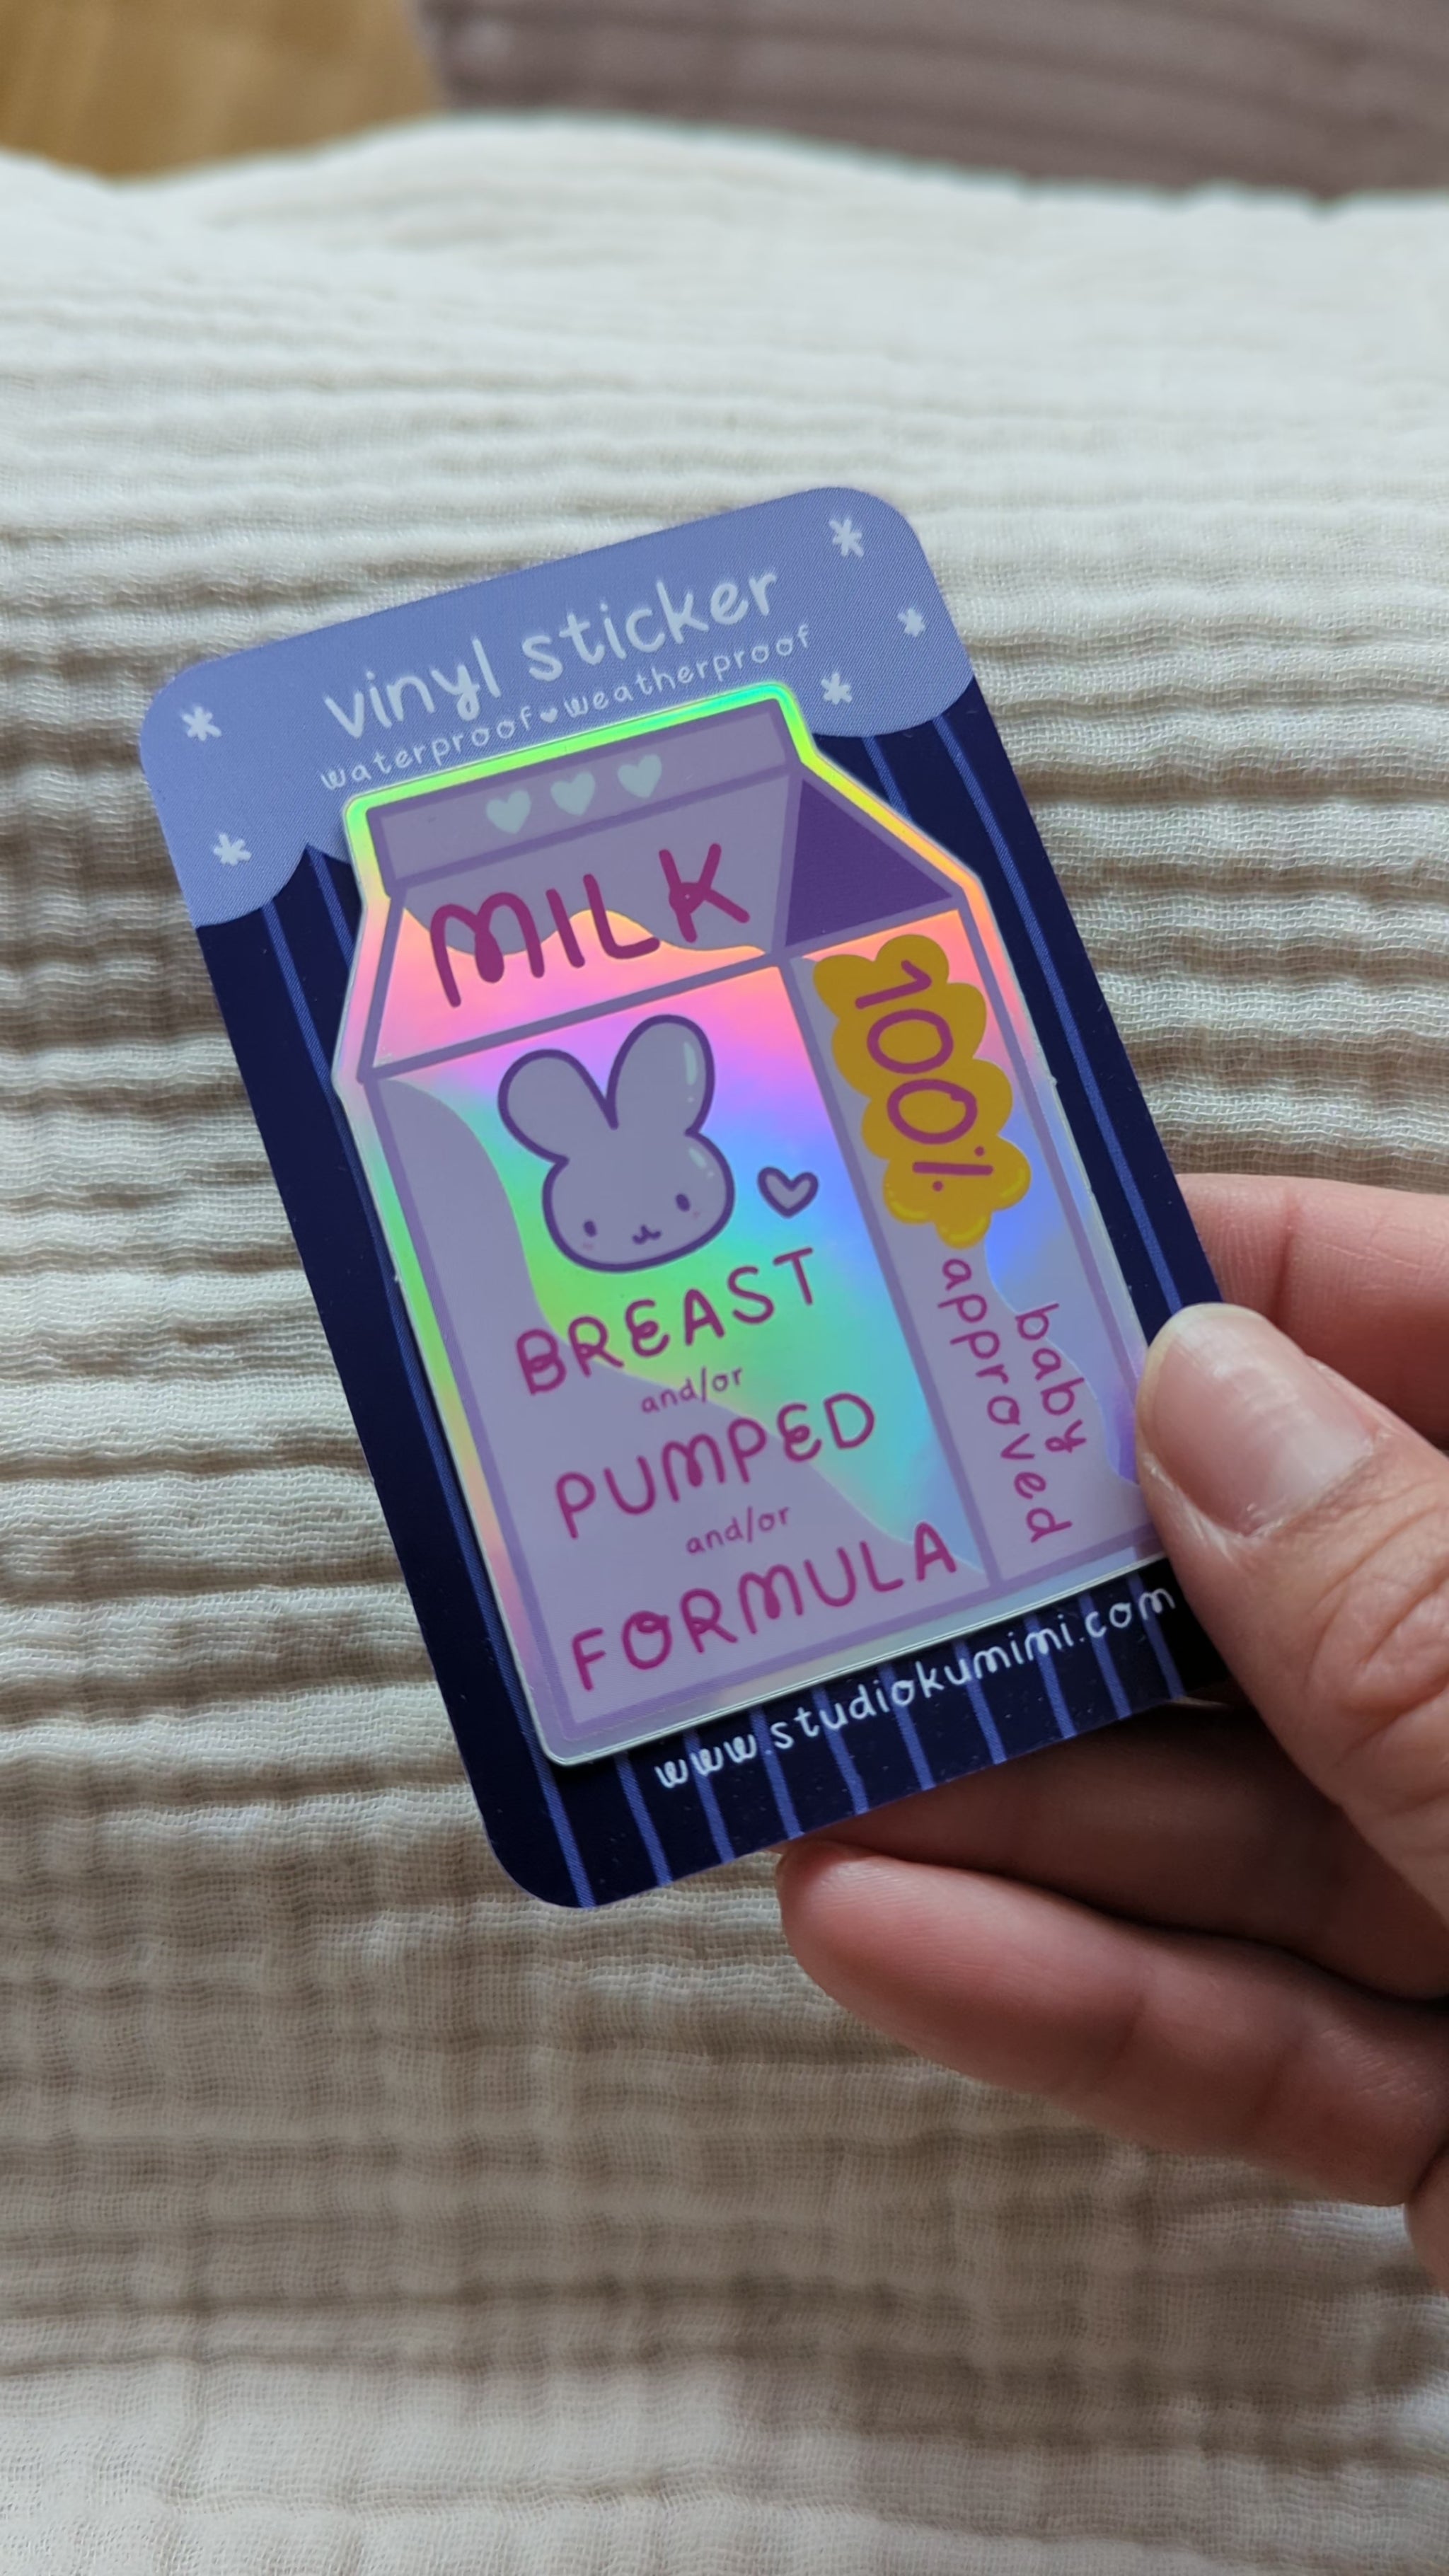 vinyl sticker
waterproof♥weatherproof
MILK
BREAST
and/or
PUMPED
and/or
FORMULA
100%
baby
approved
www.studiokumimi.com